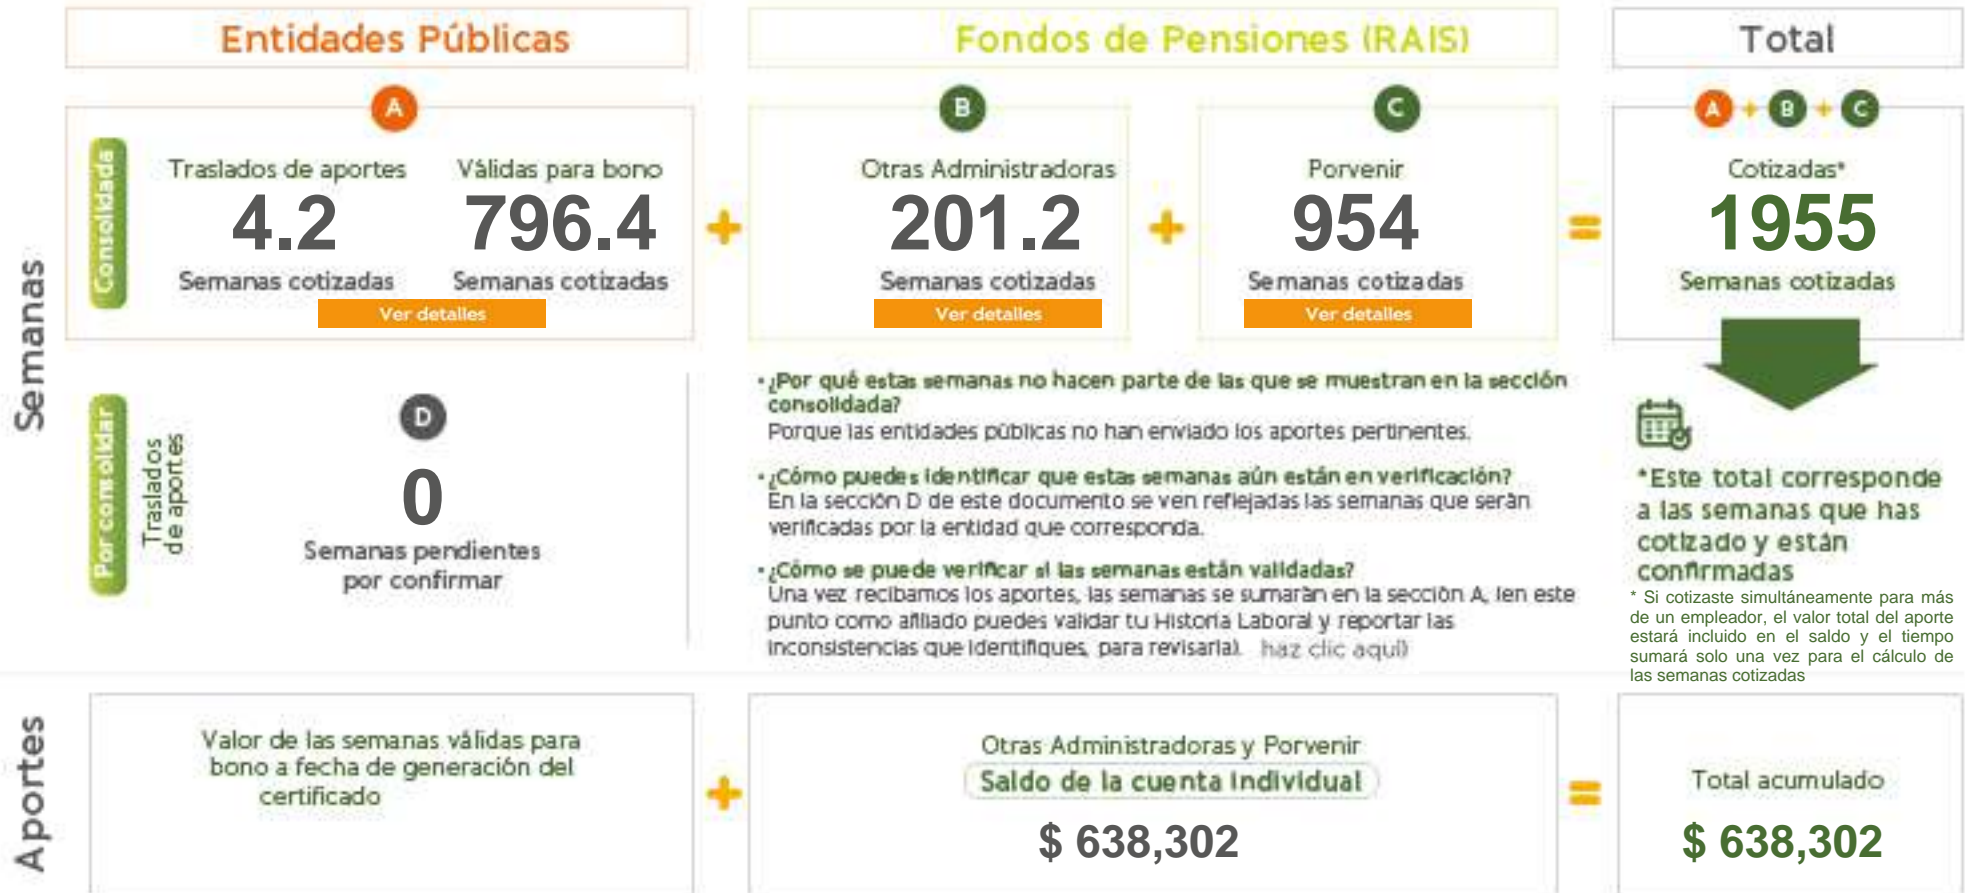 Entidades Públicas
Fondos de Pensiones (RAIS)
Total
Semanas
Consolidada
A
Traslados de aportes
4.2
Semanas cotizadas
Válidas para bono
796.4
Semanas cotizadas
Ver detalles
+
B
Otras Administradoras
201.2
Semanas cotizadas
Ver detalles
+
C
Porvenir
954
Semanas cotizadas
Ver detalles
=
A + B + C
Cotizadas*
1955
Semanas cotizadas
Por consolidar
Traslados
de aportes
D
0
Semanas pendientes
por confirmar
• ¿Por qué estas semanas no hacen parte de las que se muestran en la sección
consolidada?
Porque las entidades públicas no han enviado los aportes pertinentes.
• ¿Cómo puedes identificar que estas semanas aún están en verificación?
En la sección D de este documento se ven reflejadas las semanas que serán
verificadas por la entidad que corresponda.
• ¿Cómo se puede verificar si las semanas están validadas?
Una vez recibamos los aportes, las semanas se sumarán en la sección A, (en este
punto como afiliado puedes validar tu Historia Laboral y reportar las
inconsistencias que identifiques, para revisarla). haz clic aquí)
*Este total corresponde
a las semanas que has
cotizado y están
confirmadas
* Si cotizaste simultáneamente para más
de un empleador, el valor total del aporte
estará incluido en el saldo y el tiempo
sumará solo una vez para el cálculo de
las semanas cotizadas
Aportes
Valor de las semanas válidas para
bono a fecha de generación del
certificado
+
Otras Administradoras y Porvenir
Saldo de la cuenta individual
$ 638,302
=
Total acumulado
$ 638,302